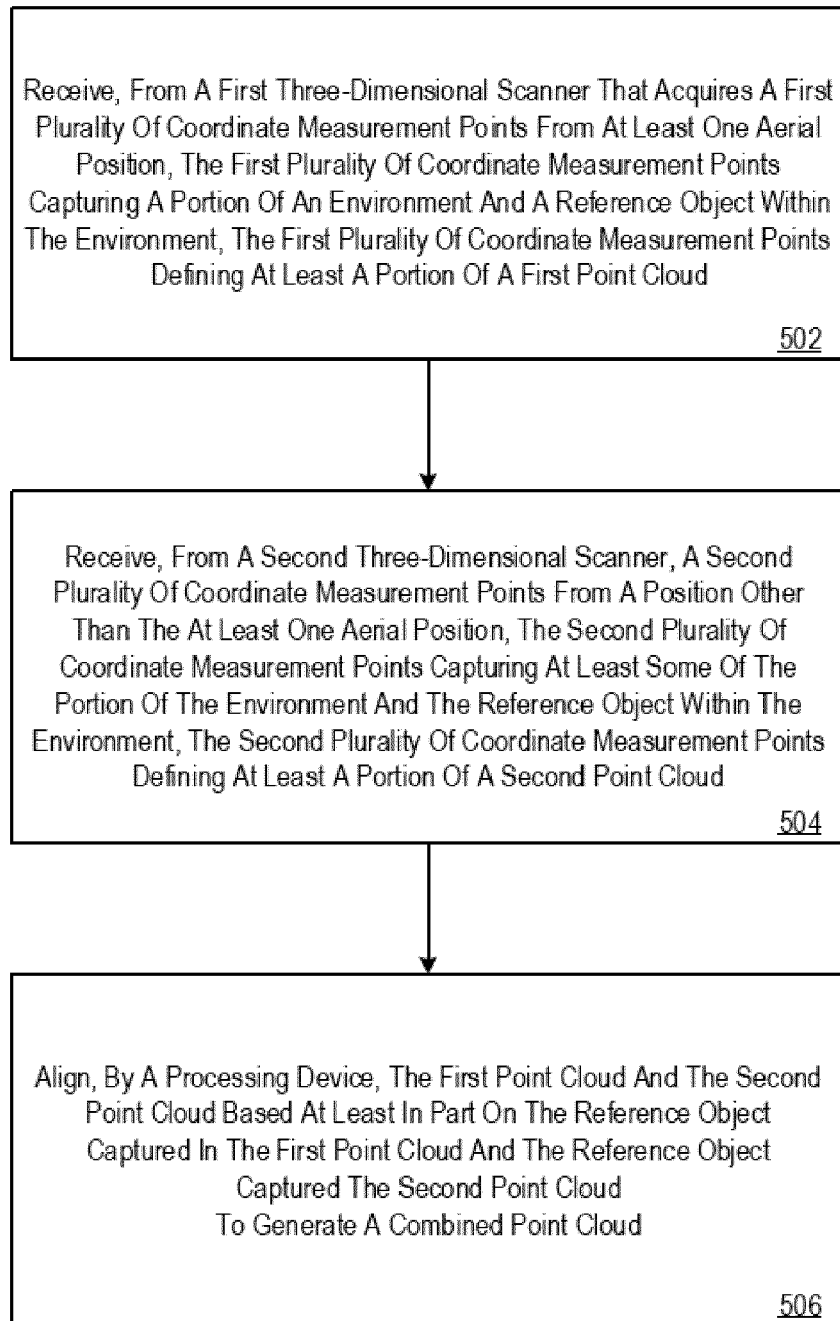 Receive, From A First Three-Dimensional Scanner That Acquires A First
Plurality Of Coordinate Measurement Points From At Least One Aerial
Position, The First Plurality Of Coordinate Measurement Points
Capturing A Portion Of An Environment And A Reference Object Within
The Environment, The First Plurality Of Coordinate Measurement Points
Defining At Least A Portion Of A First Point Cloud
502
Receive, From A Second Three-Dimensional Scanner, A Second
Plurality Of Coordinate Measurement Points From A Position Other
Than The At Least One Aerial Position, The Second Plurality Of
Coordinate Measurement Points Capturing At Least Some Of The
Portion Of The Environment And The Reference Object Within The
Environment, The Second Plurality Of Coordinate Measurement Points
Defining At Least A Portion Of A Second Point Cloud
504
Align, By A Processing Device, The First Point Cloud And The Second
Point Cloud Based At Least In Part On The Reference Object
Captured In The First Point Cloud And The Reference Object
Captured The Second Point Cloud
To Generate A Combined Point Cloud
506